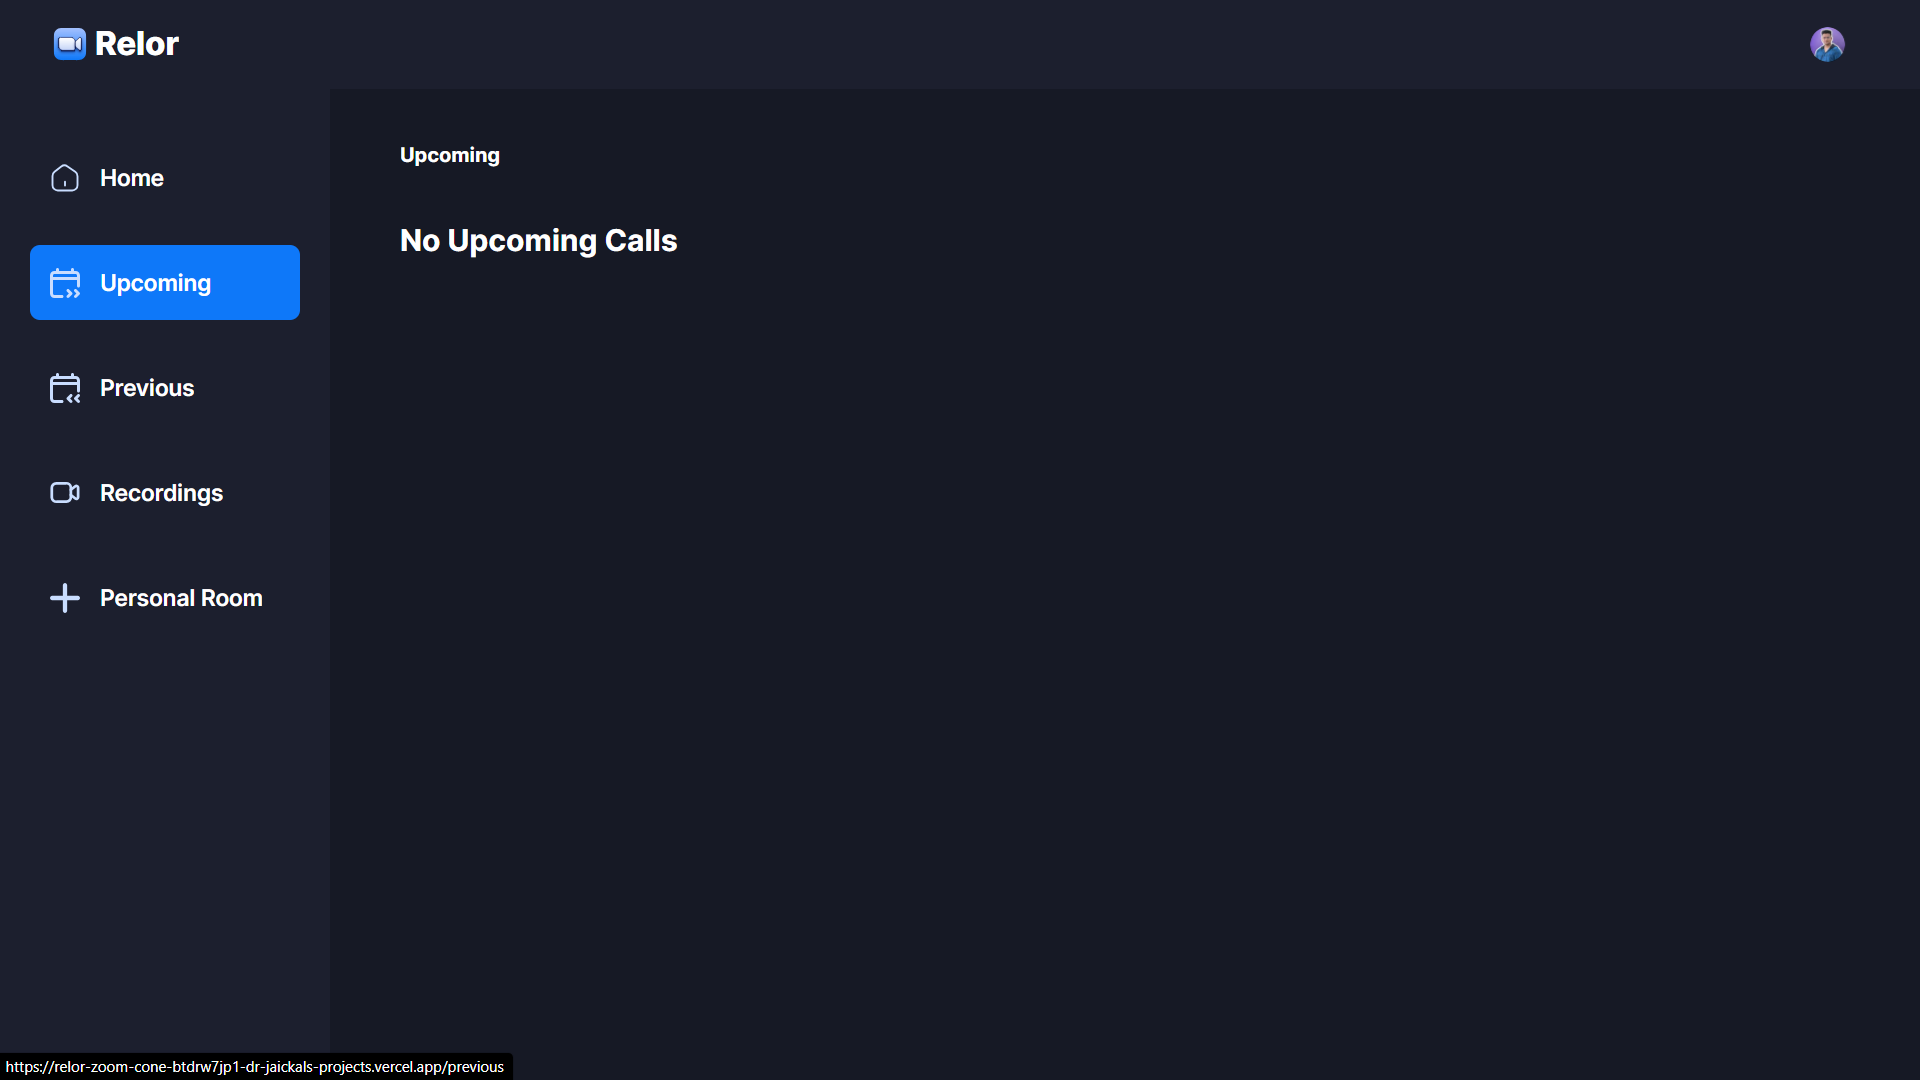 Relor
Home
Upcoming
Previous
Recordings
Personal Room
Upcoming
No Upcoming Calls
https://relor-zoom-cone-btdrw7jp1-dr-jaickals-projects.vercel.app/previous